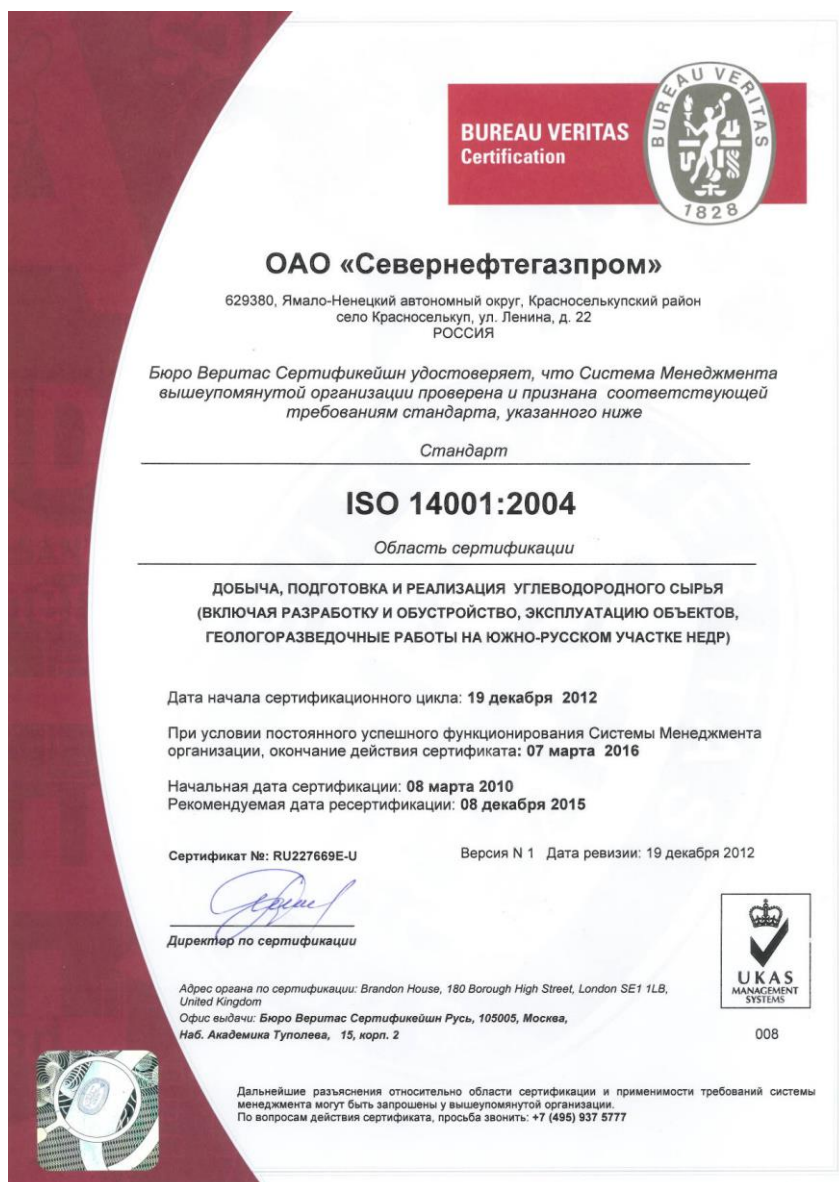 BUREAU VERITAS
Certification
BUREAU VERITAS
1828
ОАО «Севернефтегазпром»
629380, Ямало-Ненецкий автономный округ, Красноселькупский район
село Красноселькуп, ул. Ленина, д. 22
РОССИЯ
Бюро Веритас Сертификейшн удостоверяет, что Система Менеджмента
вышеупомянутой организации проверена и признана соответствующей
требованиям стандарта, указанного ниже
Стандарт
ISO 14001:2004
Область сертификации
ДОБЫЧА, ПОДГОТОВКА И РЕАЛИЗАЦИЯ УГЛЕВОДОРОДНОГО СЫРЬЯ
(ВКЛЮЧАЯ РАЗРАБОТКУ И ОБУСТРОЙСТВО, ЭКСПЛУАТАЦИЮ ОБЪЕКТОВ,
ГЕОЛОГОРАЗВЕДОЧНЫЕ РАБОТЫ НА ЮЖНО-РУССКОМ УЧАСТКЕ НЕДР)
Дата начала сертификационного цикла: 19 декабря 2012
При условии постоянного успешного функционирования Системы Менеджмента
организации, окончание действия сертификата: 07 марта 2016
Начальная дата сертификации: 08 марта 2010
Рекомендуемая дата ресертификации: 08 декабря 2015
Сертификат №: RU227669E-U
Версия N 1 Дата ревизии: 19 декабря 2012
Директор по сертификации
UKAS
MANAGEMENT
SYSTEMS
008
Адрес органа по сертификации: Brandon House, 180 Borough High Street, London SE1 1LB,
United Kingdom
Офис выдачи: Бюро Веритас Сертификейшн Русь, 105005, Москва,
Наб. Академика Туполева, 15, корп. 2
Дальнейшие разъяснения относительно области сертификации и применимости требований системы
менеджмента могут быть запрошены у вышеупомянутой организации.
По вопросам действия сертификата, просьба звонить: +7 (495) 937 5777